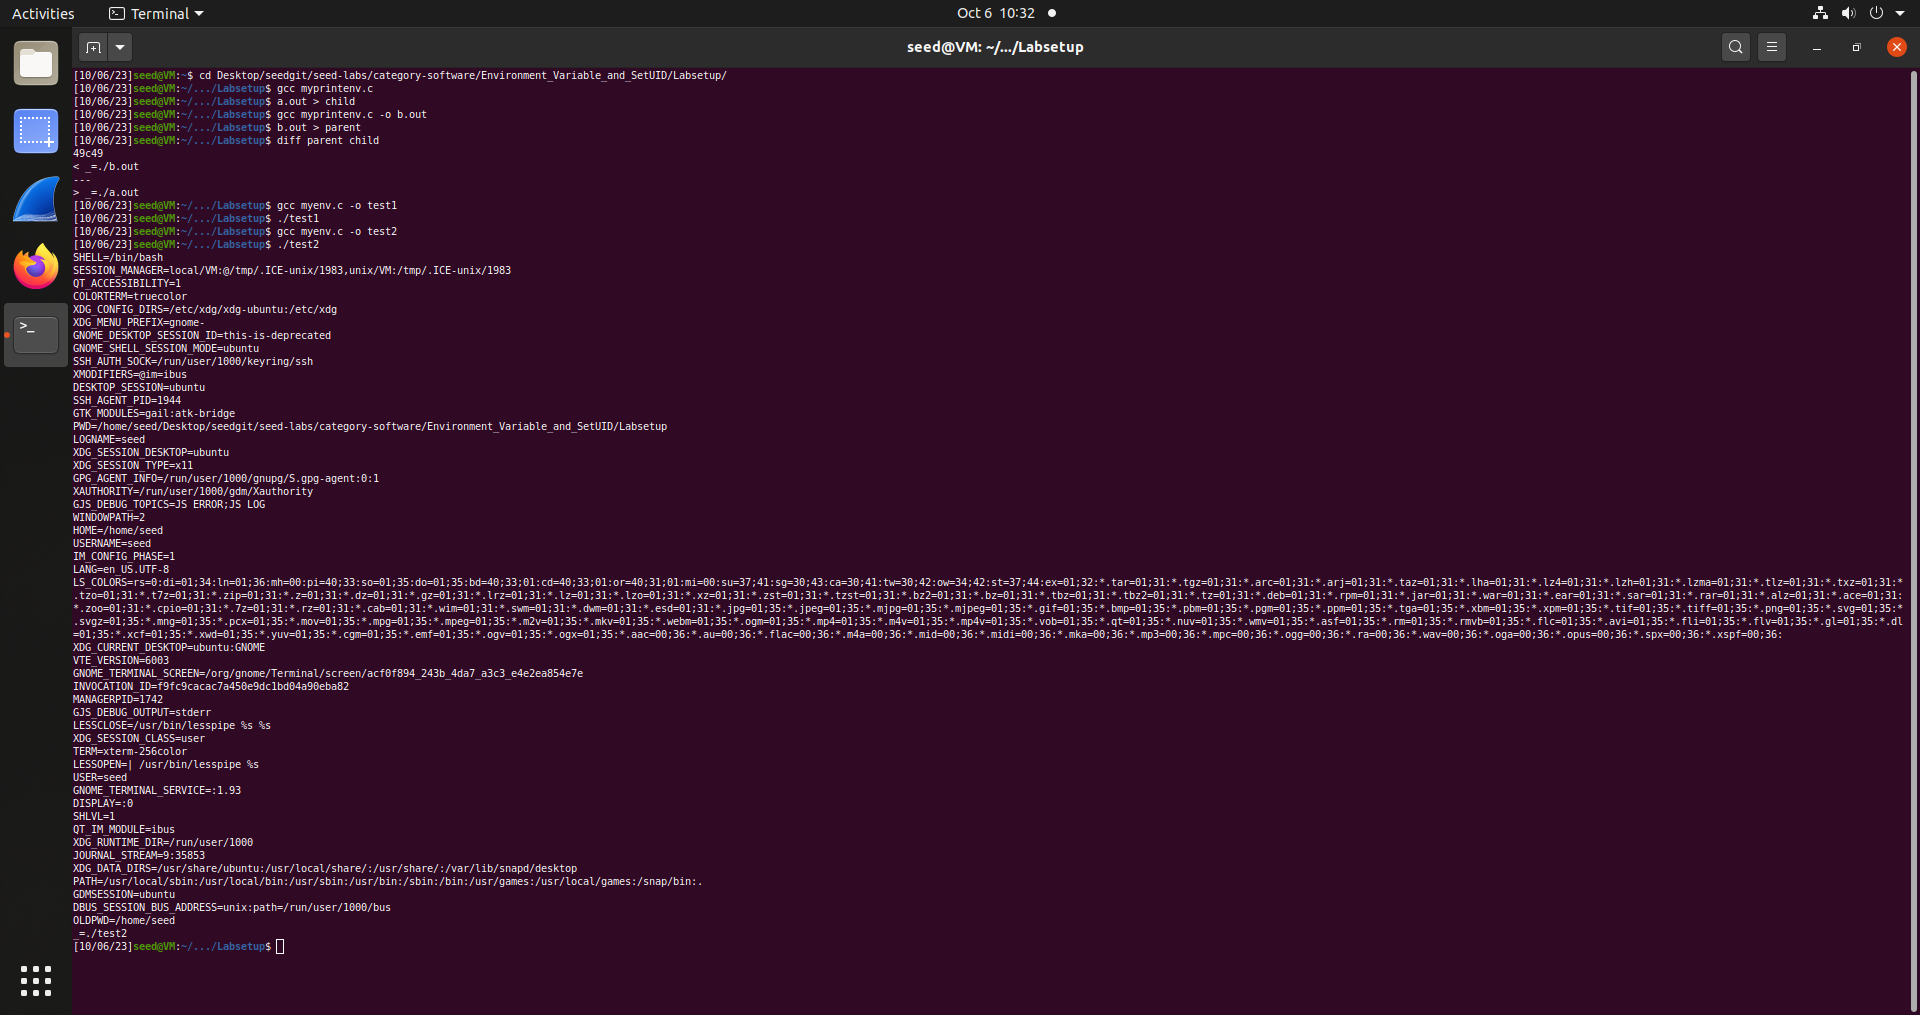 Activities
Terminal
Oct 6 10:32
seed@VM: ~/.../Labsetup
[10/06/23]seed@VM:~$ cd Desktop/seedgit/seed-labs/category-software/Environment_Variable_and_SetUID/Labsetup/
[10/06/23]seed@VM:~/.../Labsetup$ gcc myprintenv.c
[10/06/23]seed@VM:~/.../Labsetup$ a.out > child
[10/06/23]seed@VM:~/.../Labsetup$ gcc myprintenv.c -o b.out
[10/06/23]seed@VM:~/.../Labsetup$ b.out > parent
[10/06/23]seed@VM:~/.../Labsetup$ diff parent child
49c49
< _=./b.out
---
> _=./a.out
[10/06/23]seed@VM:~/.../Labsetup$ gcc myenv.c -o test1
[10/06/23]seed@VM:~/.../Labsetup$ ./test1
[10/06/23]seed@VM:~/.../Labsetup$ gcc myenv.c -o test2
[10/06/23]seed@VM:~/.../Labsetup$ ./test2
SHELL=/bin/bash
SESSION_MANAGER=local/VM:@/tmp/.ICE-unix/1983,unix/VM:/tmp/.ICE-unix/1983
QT_ACCESSIBILITY=1
COLORTERM=truecolor
XDG_CONFIG_DIRS=/etc/xdg/xdg-ubuntu:/etc/xdg
XDG_MENU_PREFIX=gnome-
GNOME_DESKTOP_SESSION_ID=this-is-deprecated
GNOME_SHELL_SESSION_MODE=ubuntu
SSH_AUTH_SOCK=/run/user/1000/keyring/ssh
XMODIFIERS=@im=ibus
DESKTOP_SESSION=ubuntu
SSH_AGENT_PID=1944
GTK_MODULES=gail:atk-bridge
PWD=/home/seed/Desktop/seedgit/seed-labs/category-software/Environment_Variable_and_SetUID/Labsetup
LOGNAME=seed
XDG_SESSION_DESKTOP=ubuntu
XDG_SESSION_TYPE=x11
GPG_AGENT_INFO=/run/user/1000/gnupg/S.gpg-agent:0:1
XAUTHORITY=/run/user/1000/gdm/Xauthority
GJS_DEBUG_TOPICS=JS ERROR;JS LOG
WINDOWPATH=2
HOME=/home/seed
USERNAME=seed
IM_CONFIG_PHASE=1
LANG=en_US.UTF-8
LS_COLORS=rs=0:di=01;34:ln=01;36:mh=00:pi=40;33:so=01;35:do=01;35:bd=40;33;01:cd=40;33;01:or=40;31;01:mi=00:su=37;41:sg=30;43:ca=30;41:tw=30;42:ow=34;42:st=37;44:ex=01;32:*.tar=01;31:*.tgz=01;31:*.arc=01;31:*.arj=01;31:*.taz=01;31:*.lha=01;31:*.lz4=01;31:*.lzh=01;31:*.lzma=01;31:*.tlz=01;31:*.txz=01;31:*
.tzo=01;31:*.t7z=01;31:*.zip=01;31:*.z=01;31:*.dz=01;31:*.gz=01;31:*.lrz=01;31:*.lz=01;31:*.lzo=01;31:*.xz=01;31:*.zst=01;31:*.tzst=01;31:*.bz2=01;31:*.bz=01;31:*.tbz=01;31:*.tbz2=01;31:*.tz=01;31:*.deb=01;31:*.rpm=01;31:*.jar=01;31:*.war=01;31:*.ear=01;31:*.sar=01;31:*.rar=01;31:*.alz=01;31:*.ace=01;31:
*.zoo=01;31:*.cpio=01;31:*.7z=01;31:*.rz=01;31:*.cab=01;31:*.wim=01;31:*.swm=01;31:*.dwm=01;31:*.esd=01;31:*.jpg=01;35:*.jpeg=01;35:*.mjpg=01;35:*.mjpeg=01;35:*.gif=01;35:*.bmp=01;35:*.pbm=01;35:*.pgm=01;35:*.ppm=01;35:*.tga=01;35:*.xbm=01;35:*.xpm=01;35:*.tif=01;35:*.tiff=01;35:*.png=01;35:*.svg=01;35:*
.svgz=01;35:*.mng=01;35:*.pcx=01;35:*.mov=01;35:*.mpg=01;35:*.mpeg=01;35:*.m2v=01;35:*.mkv=01;35:*.webm=01;35:*.ogm=01;35:*.mp4=01;35:*.m4v=01;35:*.mp4v=01;35:*.vob=01;35:*.qt=01;35:*.nuv=01;35:*.wmv=01;35:*.asf=01;35:*.rm=01;35:*.rmvb=01;35:*.flc=01;35:*.avi=01;35:*.fli=01;35:*.flv=01;35:*.gl=01;35:*.dl
=01;35:*.xcf=01;35:*.xwd=01;35:*.yuv=01;35:*.cgm=01;35:*.emf=01;35:*.ogv=01;35:*.ogx=01;35:*.aac=00;36:*.au=00;36:*.flac=00;36:*.m4a=00;36:*.mid=00;36:*.midi=00;36:*.mka=00;36:*.mp3=00;36:*.mpc=00;36:*.ogg=00;36:*.ra=00;36:*.wav=00;36:*.oga=00;36:*.opus=00;36:*.spx=00;36:*.xspf=00;36:
XDG_CURRENT_DESKTOP=ubuntu:GNOME
VTE_VERSION=6003
GNOME_TERMINAL_SCREEN=/org/gnome/Terminal/screen/acf0f894_243b_4da7_a3c3_e4e2ea854e7e
INVOCATION_ID=f9fc9cacac7a450e9dc1bd04a90eba82
MANAGERPID=1742
GJS_DEBUG_OUTPUT=stderr
LESSCLOSE=/usr/bin/lesspipe %s %s
XDG_SESSION_CLASS=user
TERM=xterm-256color
LESSOPEN=| /usr/bin/lesspipe %s
USER=seed
GNOME_TERMINAL_SERVICE=:1.93
DISPLAY=:0
SHLVL=1
QT_IM_MODULE=ibus
XDG_RUNTIME_DIR=/run/user/1000
JOURNAL_STREAM=9:35853
XDG_DATA_DIRS=/usr/share/ubuntu:/usr/local/share/:/usr/share/:/var/lib/snapd/desktop
PATH=/usr/local/sbin:/usr/local/bin:/usr/sbin:/usr/bin:/sbin:/bin:/usr/games:/usr/local/games:/snap/bin:.
GDMSESSION=ubuntu
DBUS_SESSION_BUS_ADDRESS=unix:path=/run/user/1000/bus
OLDPWD=/home/seed
_=./test2
[10/06/23]seed@VM:~/.../Labsetup$